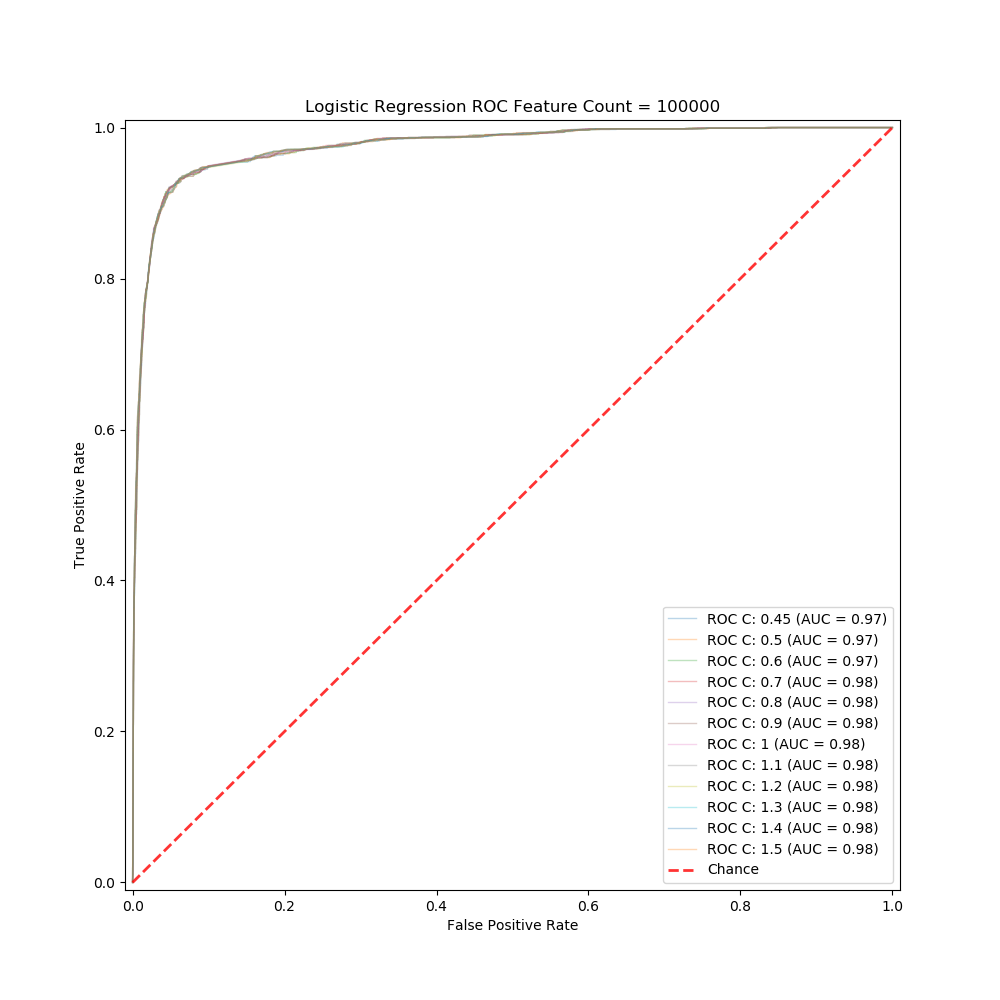 Logistic Regression ROC Feature Count = 100000
1.0
0.8
0.6
0.4
0.2
0.0
True Positive Rate
ROC C: 0.45 (AUC = 0.97)
ROC C: 0.5 (AUC = 0.97)
ROC C: 0.6 (AUC = 0.97)
ROC C: 0.7 (AUC = 0.98)
ROC C: 0.8 (AUC = 0.98)
ROC C: 0.9 (AUC = 0.98)
ROC C: 1 (AUC = 0.98)
ROC C: 1.1 (AUC = 0.98)
ROC C: 1.2 (AUC = 0.98)
ROC C: 1.3 (AUC = 0.98)
ROC C: 1.4 (AUC = 0.98)
ROC C: 1.5 (AUC = 0.98)
Chance
0.0 0.2 0.4 0.6 0.8 1.0
False Positive Rate